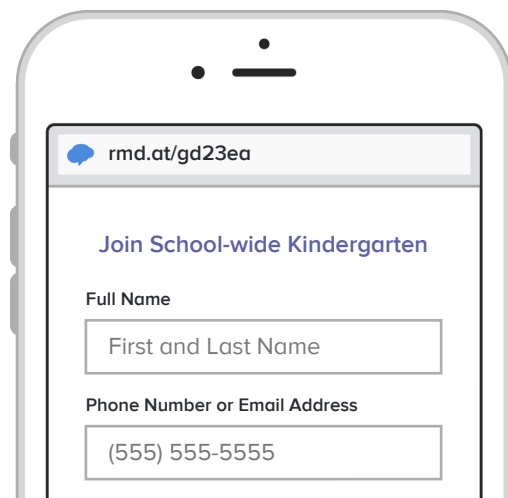 rmd.at/gd23ea
Join School-wide Kindergarten
Full Name
First and Last Name
Phone Number or Email Address
(555) 555-5555